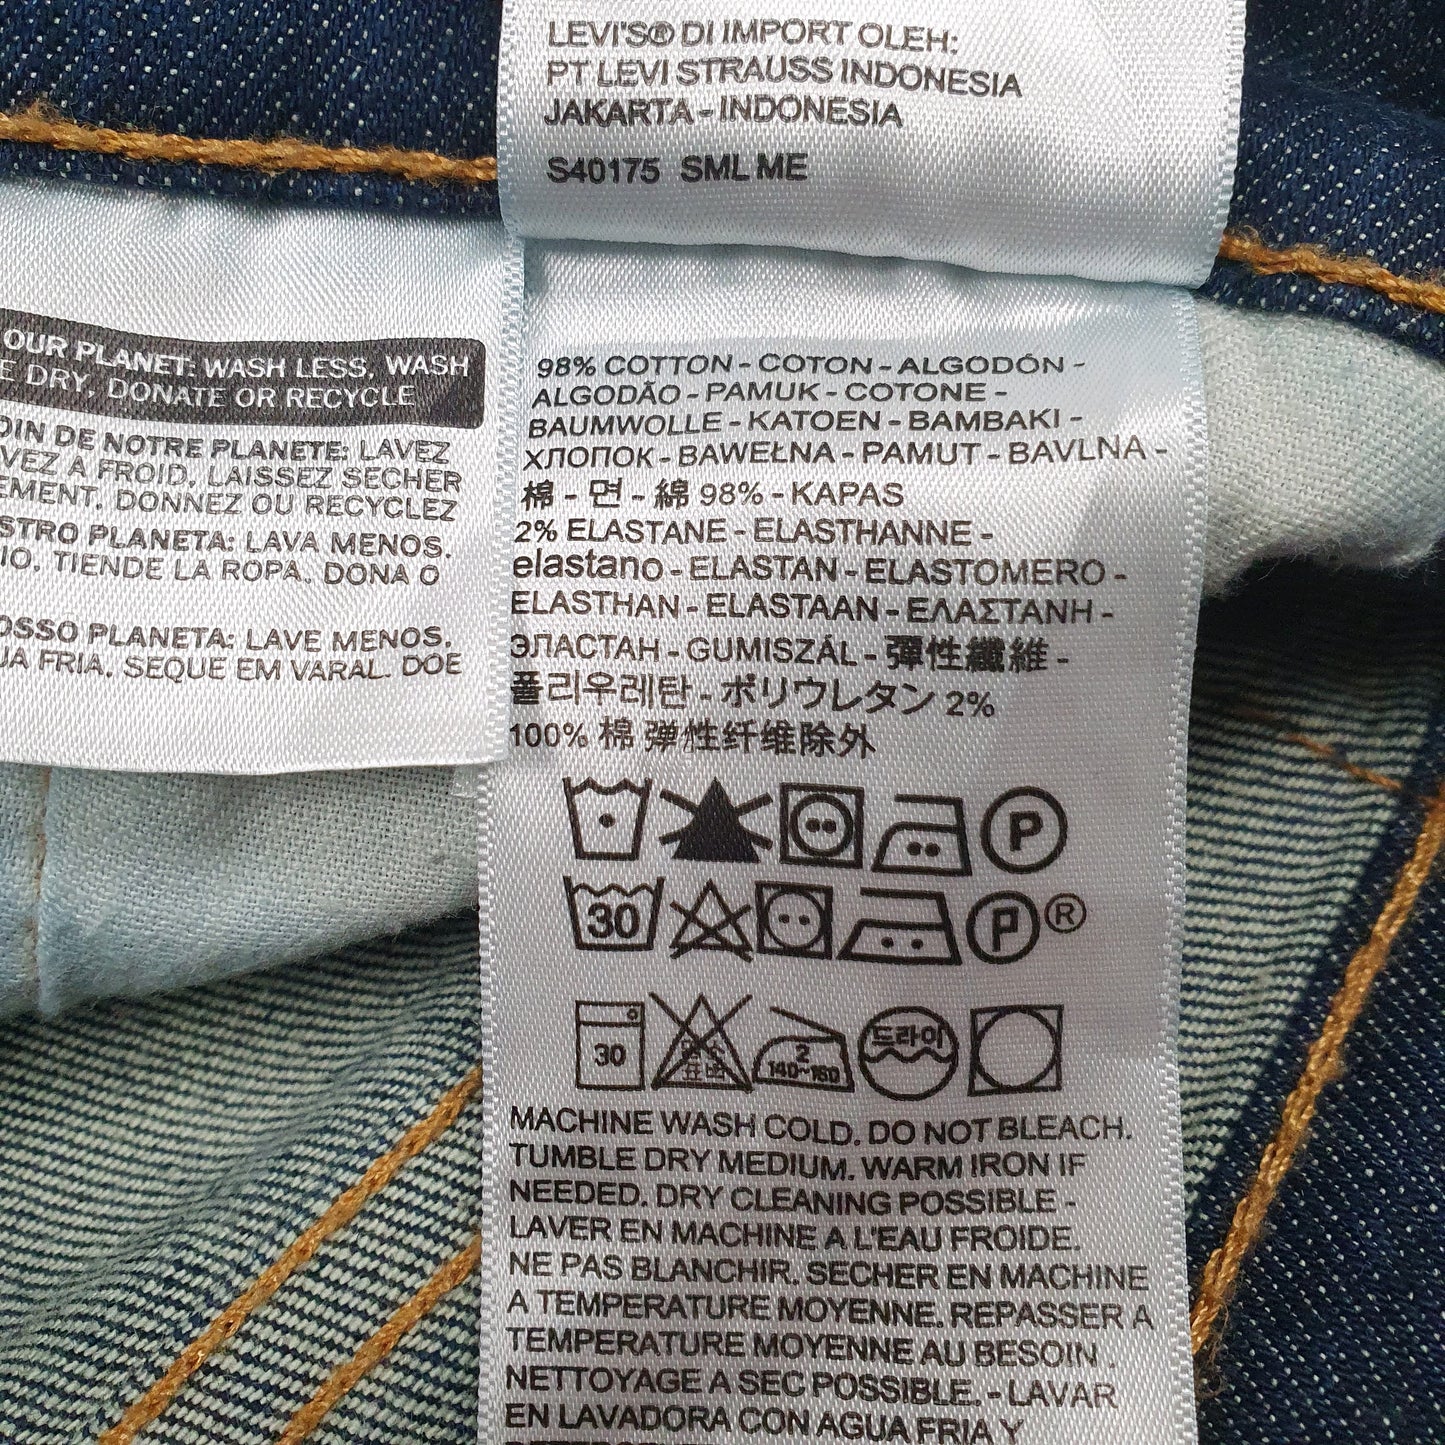 LEVI'S® DI IMPORT OLEH:
PT LEVI STRAUSS INDONESIA
JAKARTA - INDONESIA
S40175 SML ME
OUR PLANET: WASH LESS, WASH
E DRY, DONATE OR RECYCLE
OIN DE NOTRE PLANETE: LAVEZ
VEZ A FROID, LAISSEZ SECHER
EMENT, DONNEZ OU RECYCLEZ
STRO PLANETA: LAVA MENOS.
IO, TIENDE LA ROPA, DONA O
OSSO PLANETA: LAVE MENOS.
UA FRIA. SEQUE EM VARAL. DOE
98% COTTON - COTON - ALGODÓN -
ALGODÃO - PAMUK - COTONE -
BAUMWOLLE - KATOEN - BAMBAKI -
ХЛОПОК - BAWEŁNA - PAMUT - BAVLNA -
棉 - 면 - 綿 98% - KAPAS
2% ELASTANE - ELASTHANNE -
elastano - ELASTAN - ELASTOMERO -
ELASTHAN - ELASTAAN - ΕΛΑΣΤΑΝΗ -
ЭЛАСТАН - GUMISZÁL - 彈性纖維 -
폴리우레탄 - ポリウレタン 2%
100% 棉 弹性纤维除外
P
30 P ®
30 2 140~160 드라이
MACHINE WASH COLD. DO NOT BLEACH.
TUMBLE DRY MEDIUM. WARM IRON IF
NEEDED. DRY CLEANING POSSIBLE -
LAVER EN MACHINE A L'EAU FROIDE.
NE PAS BLANCHIR. SECHER EN MACHINE
A TEMPERATURE MOYENNE. REPASSER A
TEMPERATURE MOYENNE AU BESOIN .
NETTOYAGE A SEC POSSIBLE. - LAVAR
EN LAVADORA CON AGUA FRIA Y